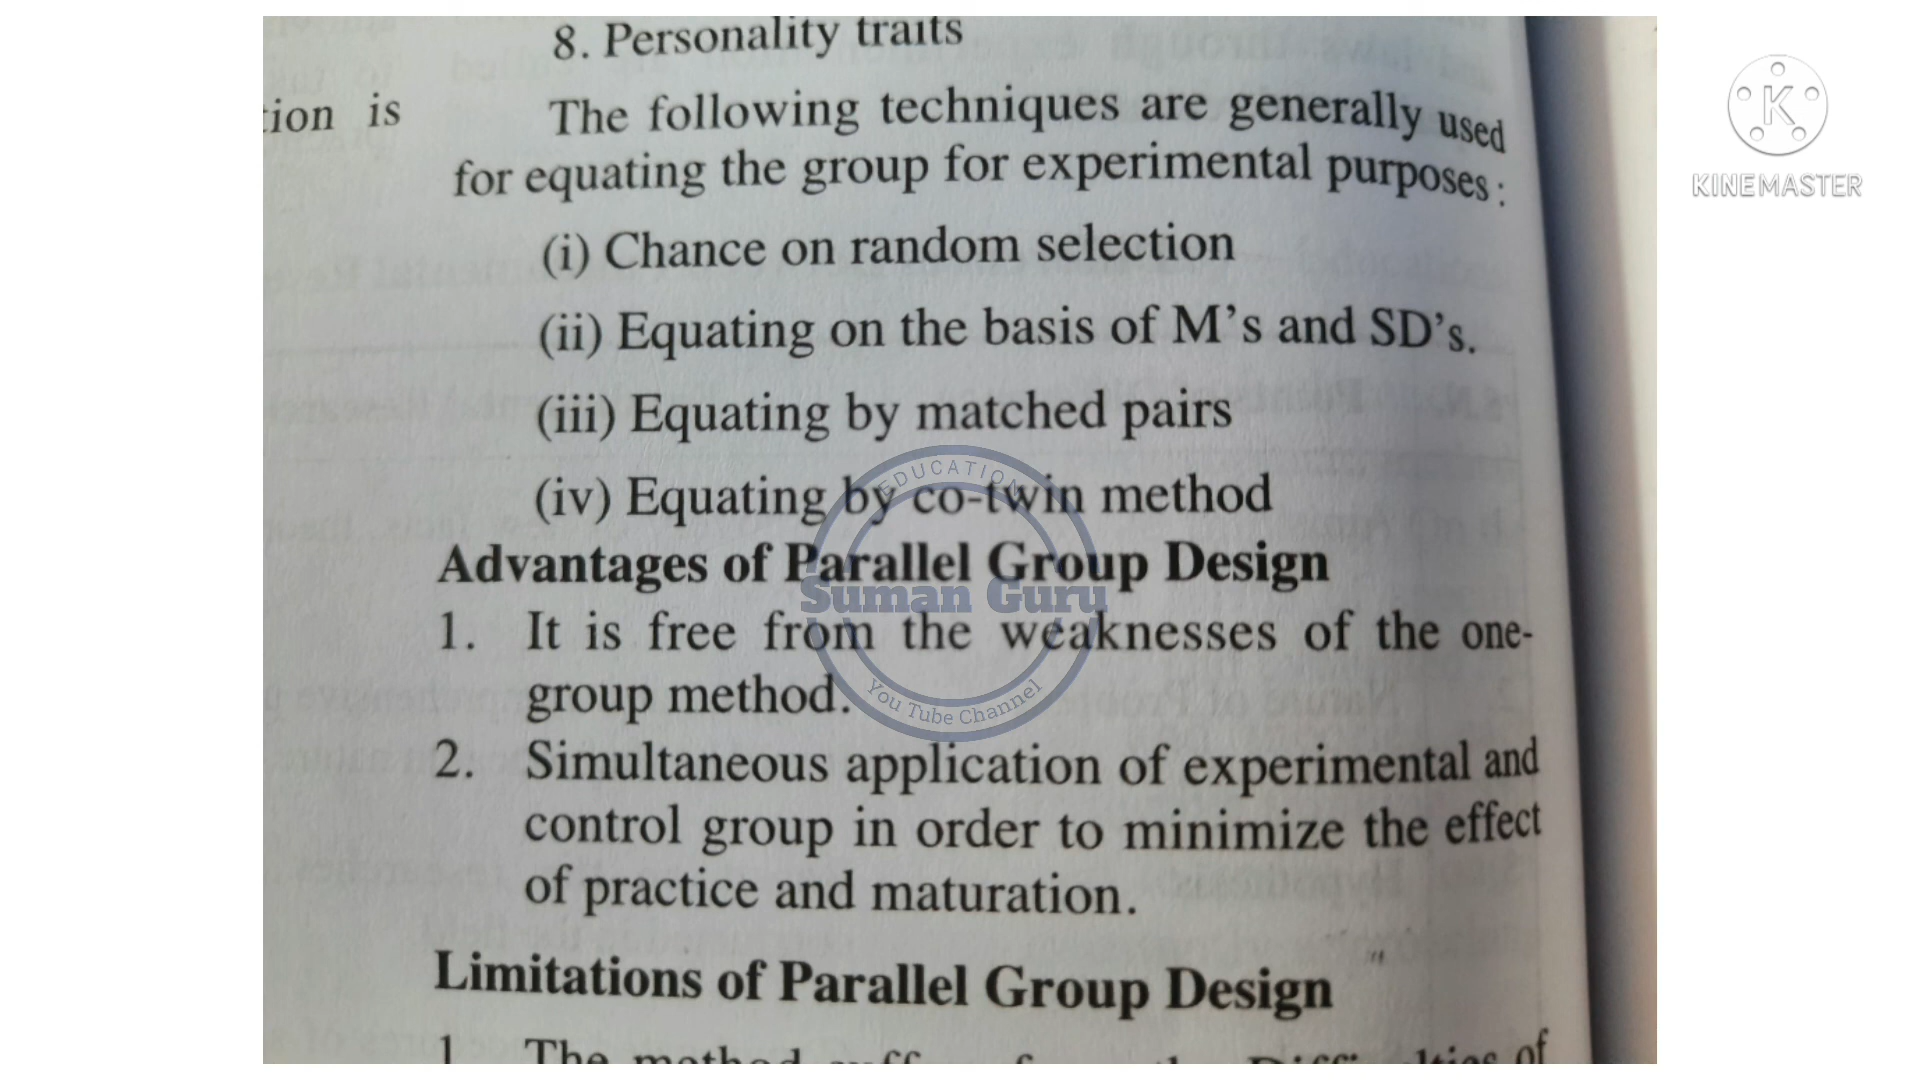 8. Personality traits
tion is
The following techniques are generally used
for equating the group for experimental purposes:
(i) Chance on random selection
(ii) Equating on the basis of M's and SD's.
(iii) Equating by matched pairs
(iv) Equating by co-twin method
Advantages of Parallel Group Design
1. It is free from the weaknesses of the one-
group method.
2. Simultaneous application of experimental and
control group in order to minimize the effect
of practice and maturation.
Limitations of Parallel Group Design
1. The method
of
EDUCATION
Suman Guru
You Tube Channel
K
KINEMASTER